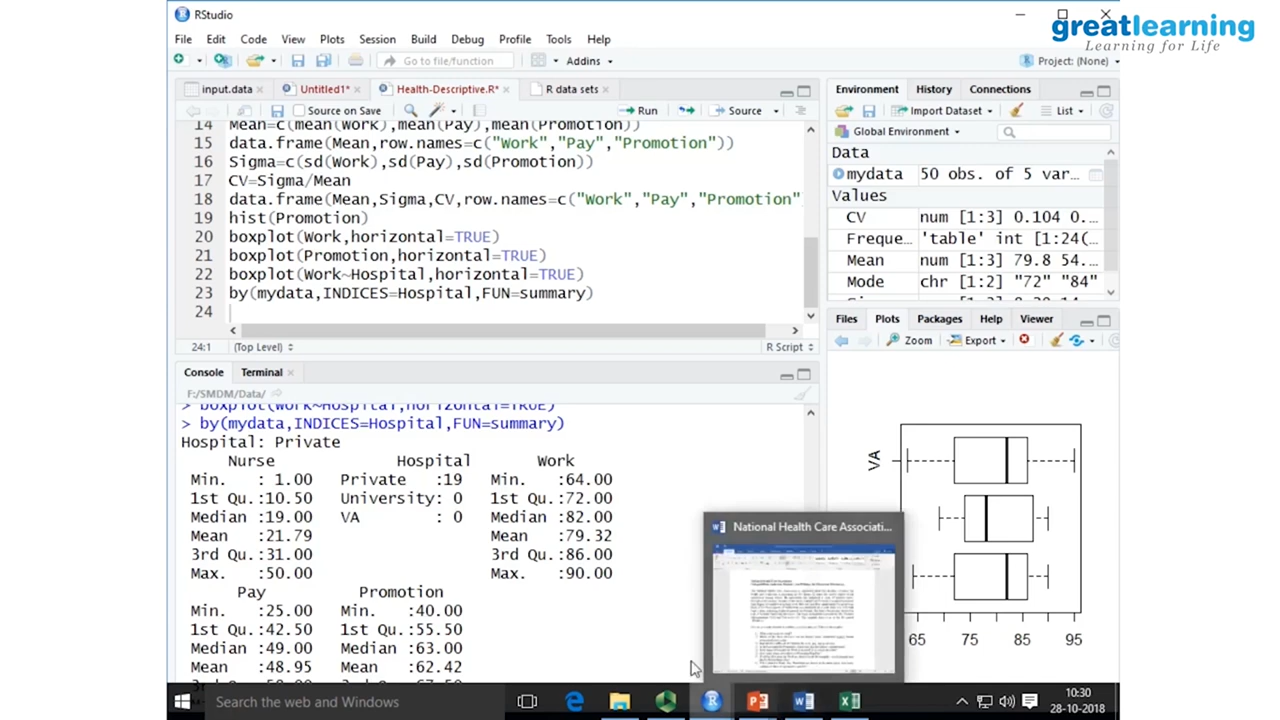 RStudio
greatlearning
Learning for Life
File Edit Code View Plots Session Build Debug Profile Tools Help
Go to file/function Addins Project: (None)
input.data Untitled1* Health-Descriptive.R* R data sets
Environment History Connections
Source on Save Run Source
Import Dataset List
Global Environment
14 Mean=c(mean(Work),mean(Pay),mean(Promotion))
15 data.frame(Mean,row.names=c("Work","Pay","Promotion"))
16 Sigma=c(sd(Work),sd(Pay),sd(Promotion))
17 CV=Sigma/Mean
18 data.frame(Mean,Sigma,CV,row.names=c("Work","Pay","Promotion"
19 hist(Promotion)
20 boxplot(Work,horizontal=TRUE)
21 boxplot(Promotion,horizontal=TRUE)
22 boxplot(Work~Hospital,horizontal=TRUE)
23 by(mydata,INDICES=Hospital,FUN=summary)
24
24:1 (Top Level) R Script
Data
mydata 50 obs. of 5 var...
Values
CV num [1:3] 0.104 0...
Freque... 'table' int [1:24(...
Mean num [1:3] 79.8 54...
Mode chr [1:2] "72" "84"
Files Plots Packages Help Viewer
Zoom Export
Console Terminal
F:/SMDM/Data/
> boxplot(Work~Hospital,horizontal=TRUE)
> by(mydata,INDICES=Hospital,FUN=summary)
Hospital: Private
Nurse Hospital Work
Min. : 1.00 Private :19 Min. :64.00
1st Qu.:10.50 University: 0 1st Qu.:72.00
Median :19.00 VA : 0 Median :82.00
Mean :21.79 Mean :79.32
3rd Qu.:31.00 3rd Qu.:86.00
Max. :50.00 Max. :90.00
Pay Promotion
Min. :25.00 Min. :40.00
1st Qu.:42.50 1st Qu.:55.50
Median :49.00 Median :63.00
Mean :48.95 Mean :62.42
VA
65 75 85 95
National Health Care Associati...
Search the web and Windows
10:30
28-10-2018